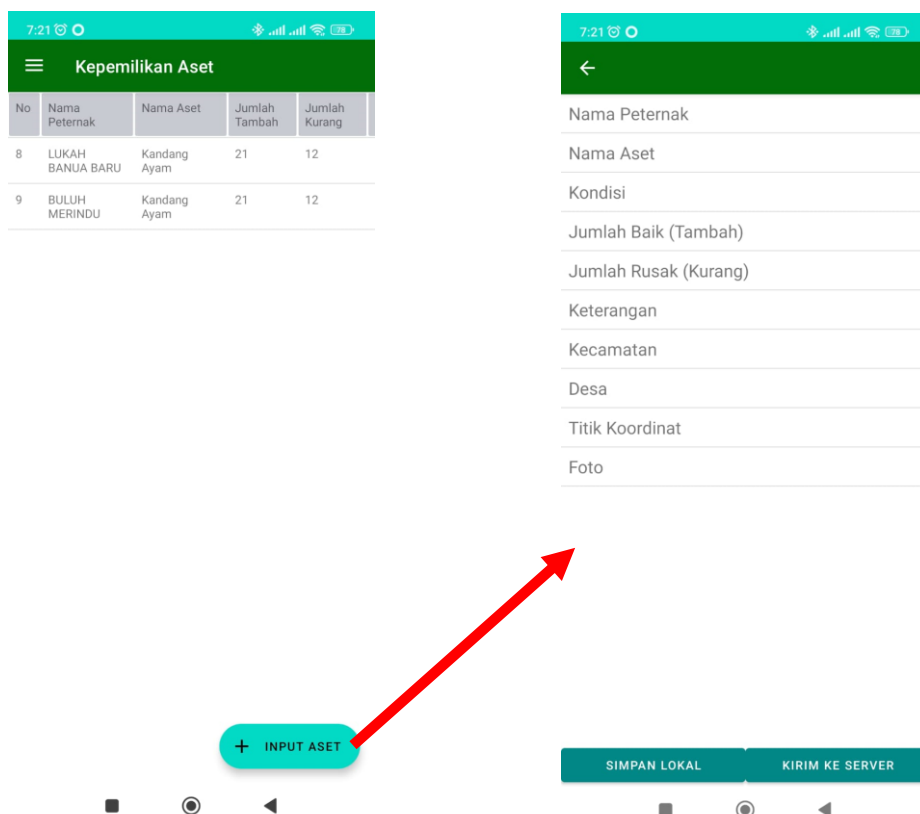 7:21
78
Kepemilikan Aset
No Nama Peternak Nama Aset Jumlah Tambah Jumlah Kurang
8 LUKAH BANUA BARU Kandang Ayam 21 12
9 BULUH MERINDU Kandang Ayam 21 12
+ INPUT ASET
7:21
78
Nama Peternak
Nama Aset
Kondisi
Jumlah Baik (Tambah)
Jumlah Rusak (Kurang)
Keterangan
Kecamatan
Desa
Titik Koordinat
Foto
SIMPAN LOKAL KIRIM KE SERVER